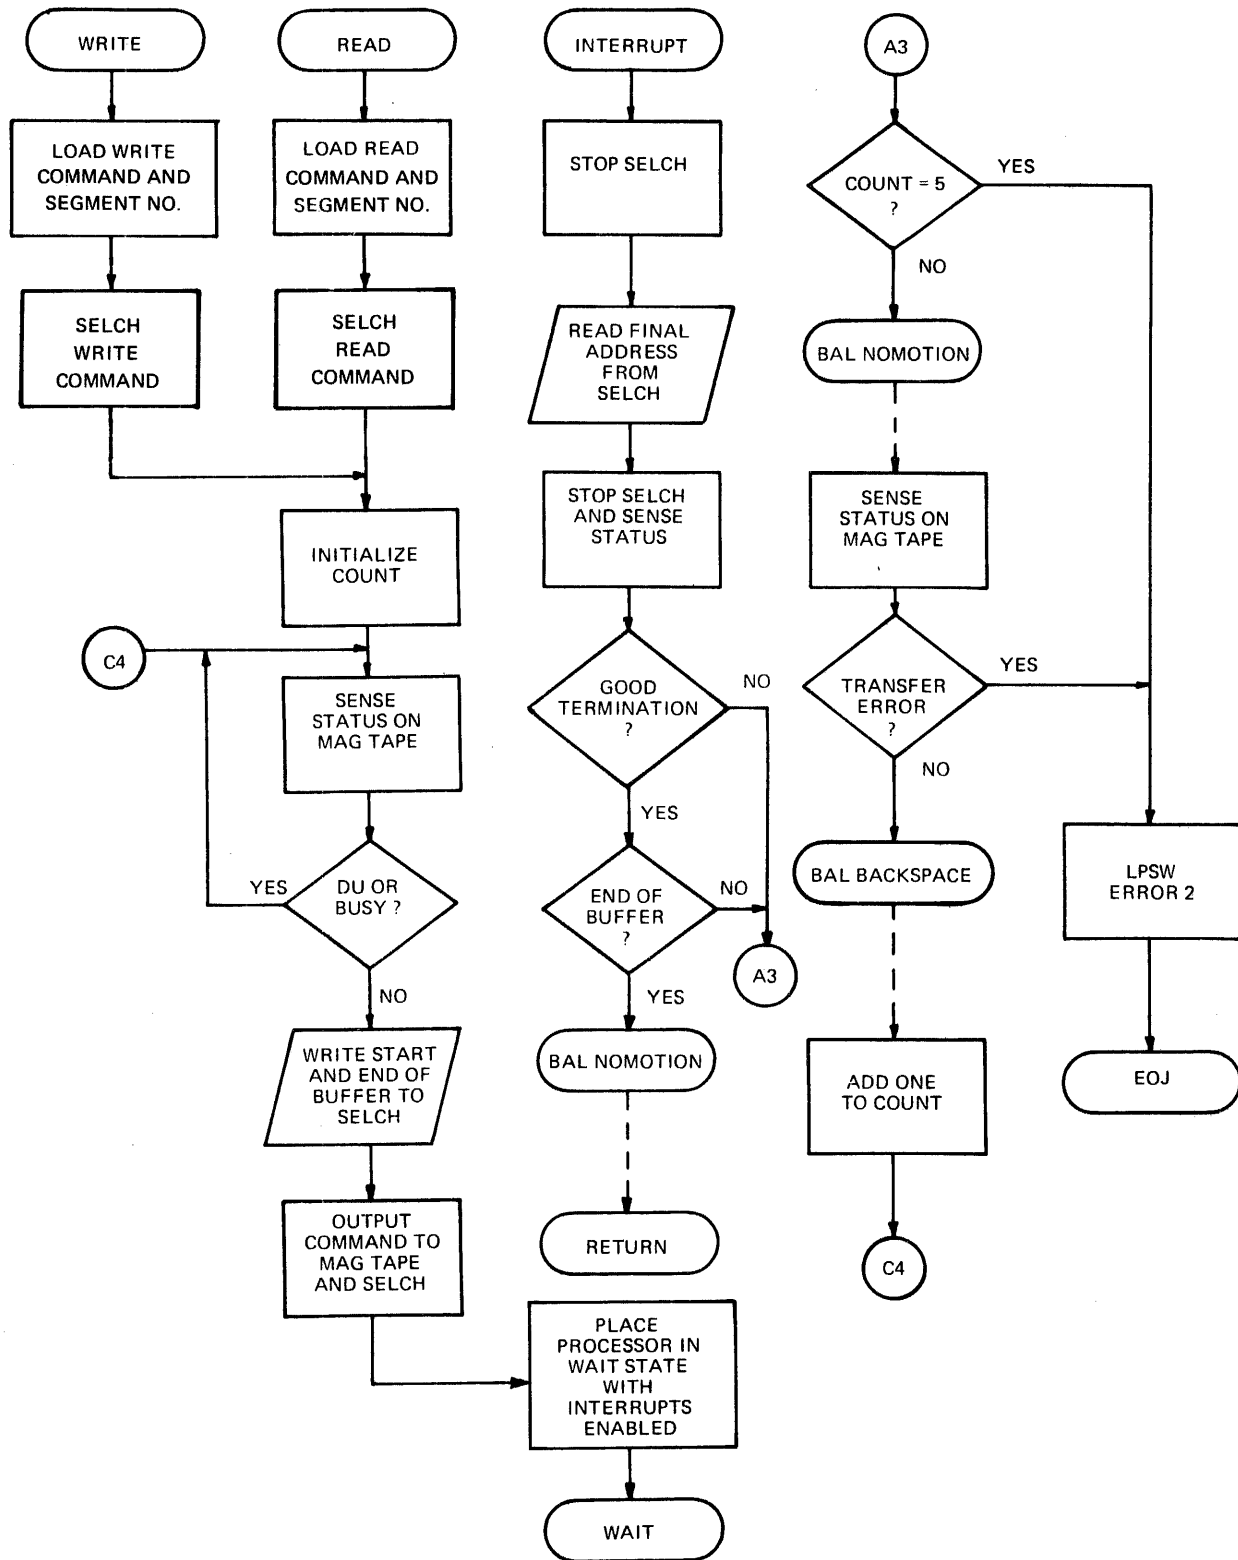 WRITE
LOAD WRITE
COMMAND AND
SEGMENT NO.
SELCH
WRITE
COMMAND
READ
LOAD READ
COMMAND AND
SEGMENT NO.
SELCH
READ
COMMAND
INITIALIZE
COUNT
C4
SENSE
STATUS ON
MAG TAPE
DU OR
BUSY ?
YES
NO
WRITE START
AND END OF
BUFFER TO
SELCH
OUTPUT
COMMAND TO
MAG TAPE
AND SELCH
PLACE
PROCESSOR IN
WAIT STATE
WITH
INTERRUPTS
ENABLED
WAIT
INTERRUPT
STOP SELCH
READ FINAL
ADDRESS
FROM
SELCH
STOP SELCH
AND SENSE
STATUS
GOOD
TERMINATION
?
NO
YES
END OF
BUFFER
?
NO
A3
YES
BAL NOMOTION
RETURN
A3
COUNT = 5
?
YES
NO
BAL NOMOTION
SENSE
STATUS ON
MAG TAPE
TRANSFER
ERROR
?
YES
NO
BAL BACKSPACE
ADD ONE
TO COUNT
C4
LPSW
ERROR 2
EOJ